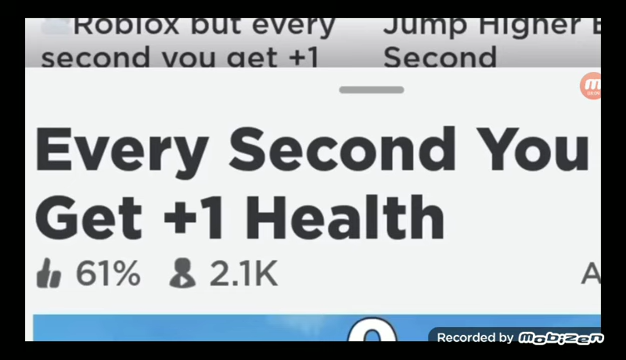 Roblox but every
second you get +1
Jump Higher E
Second
Every Second You
Get +1 Health
61% 2.1K
A
Recorded by mobizen